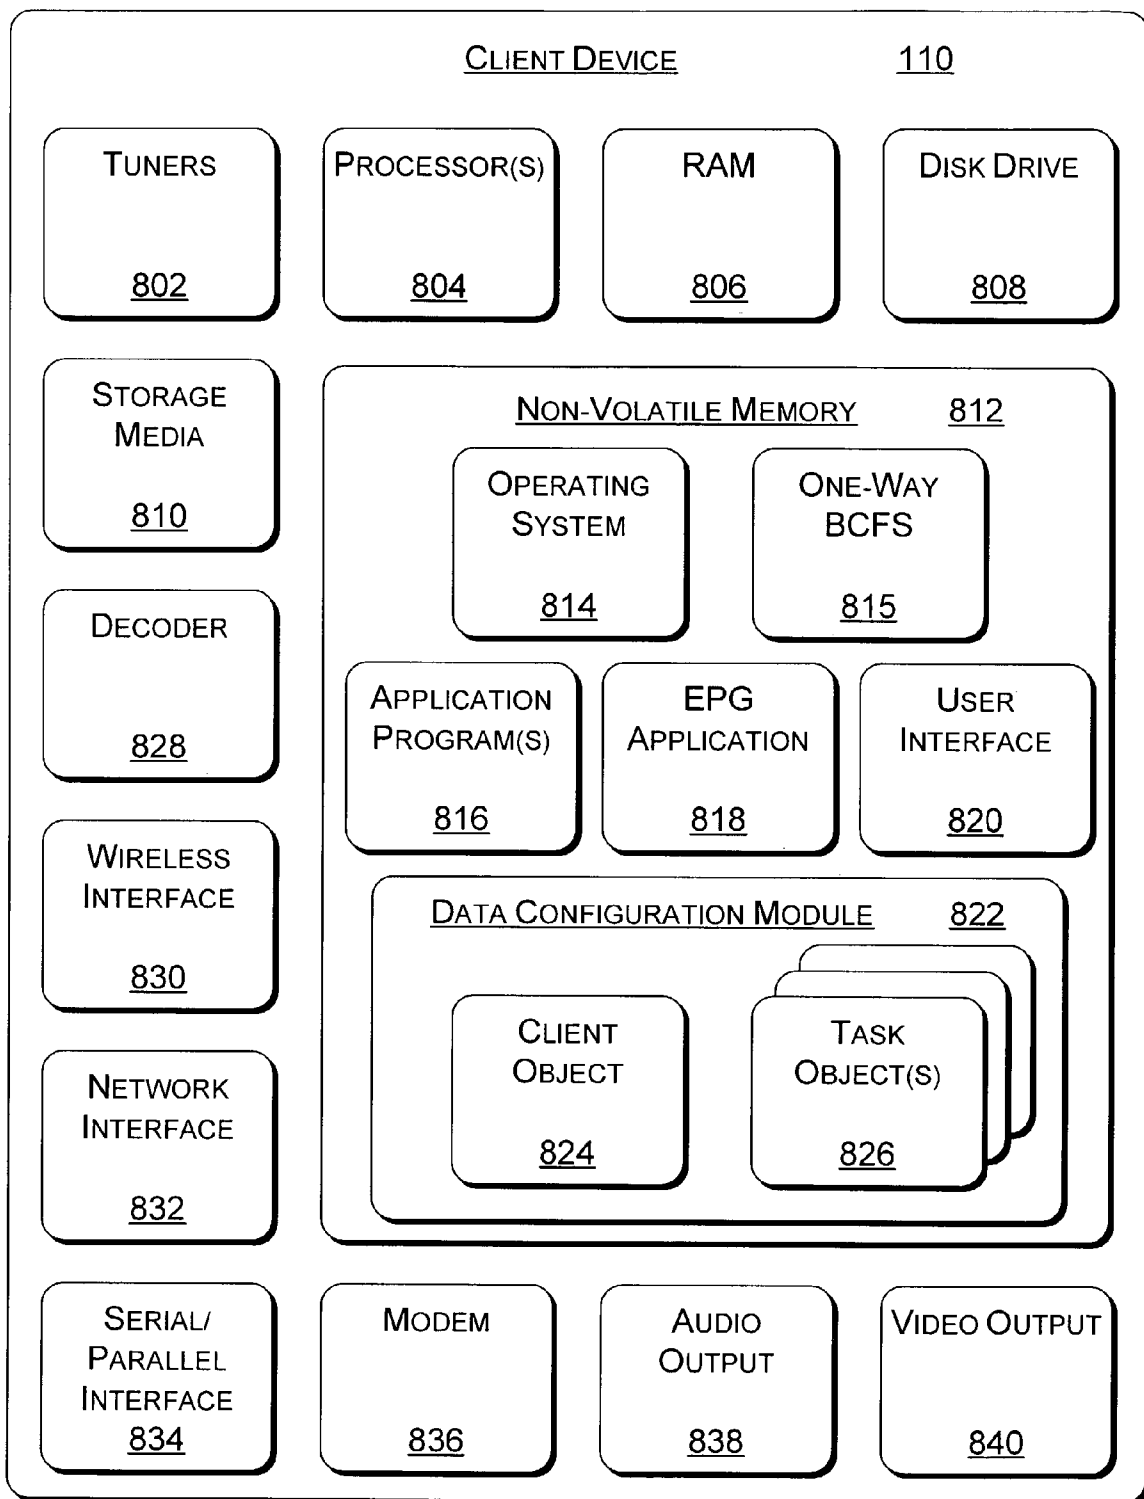 CLIENT DEVICE 110
TUNERS
802
PROCESSOR(S)
804
RAM
806
DISK DRIVE
808
STORAGE
MEDIA
810
NON-VOLATILE MEMORY 812
OPERATING
SYSTEM
814
ONE-WAY
BCFS
815
DECODER
828
APPLICATION
PROGRAM(S)
816
EPG
APPLICATION
818
USER
INTERFACE
820
WIRELESS
INTERFACE
830
DATA CONFIGURATION MODULE 822
CLIENT
OBJECT
824
TASK
OBJECT(S)
826
NETWORK
INTERFACE
832
SERIAL/
PARALLEL
INTERFACE
834
MODEM
836
AUDIO
OUTPUT
838
VIDEO OUTPUT
840